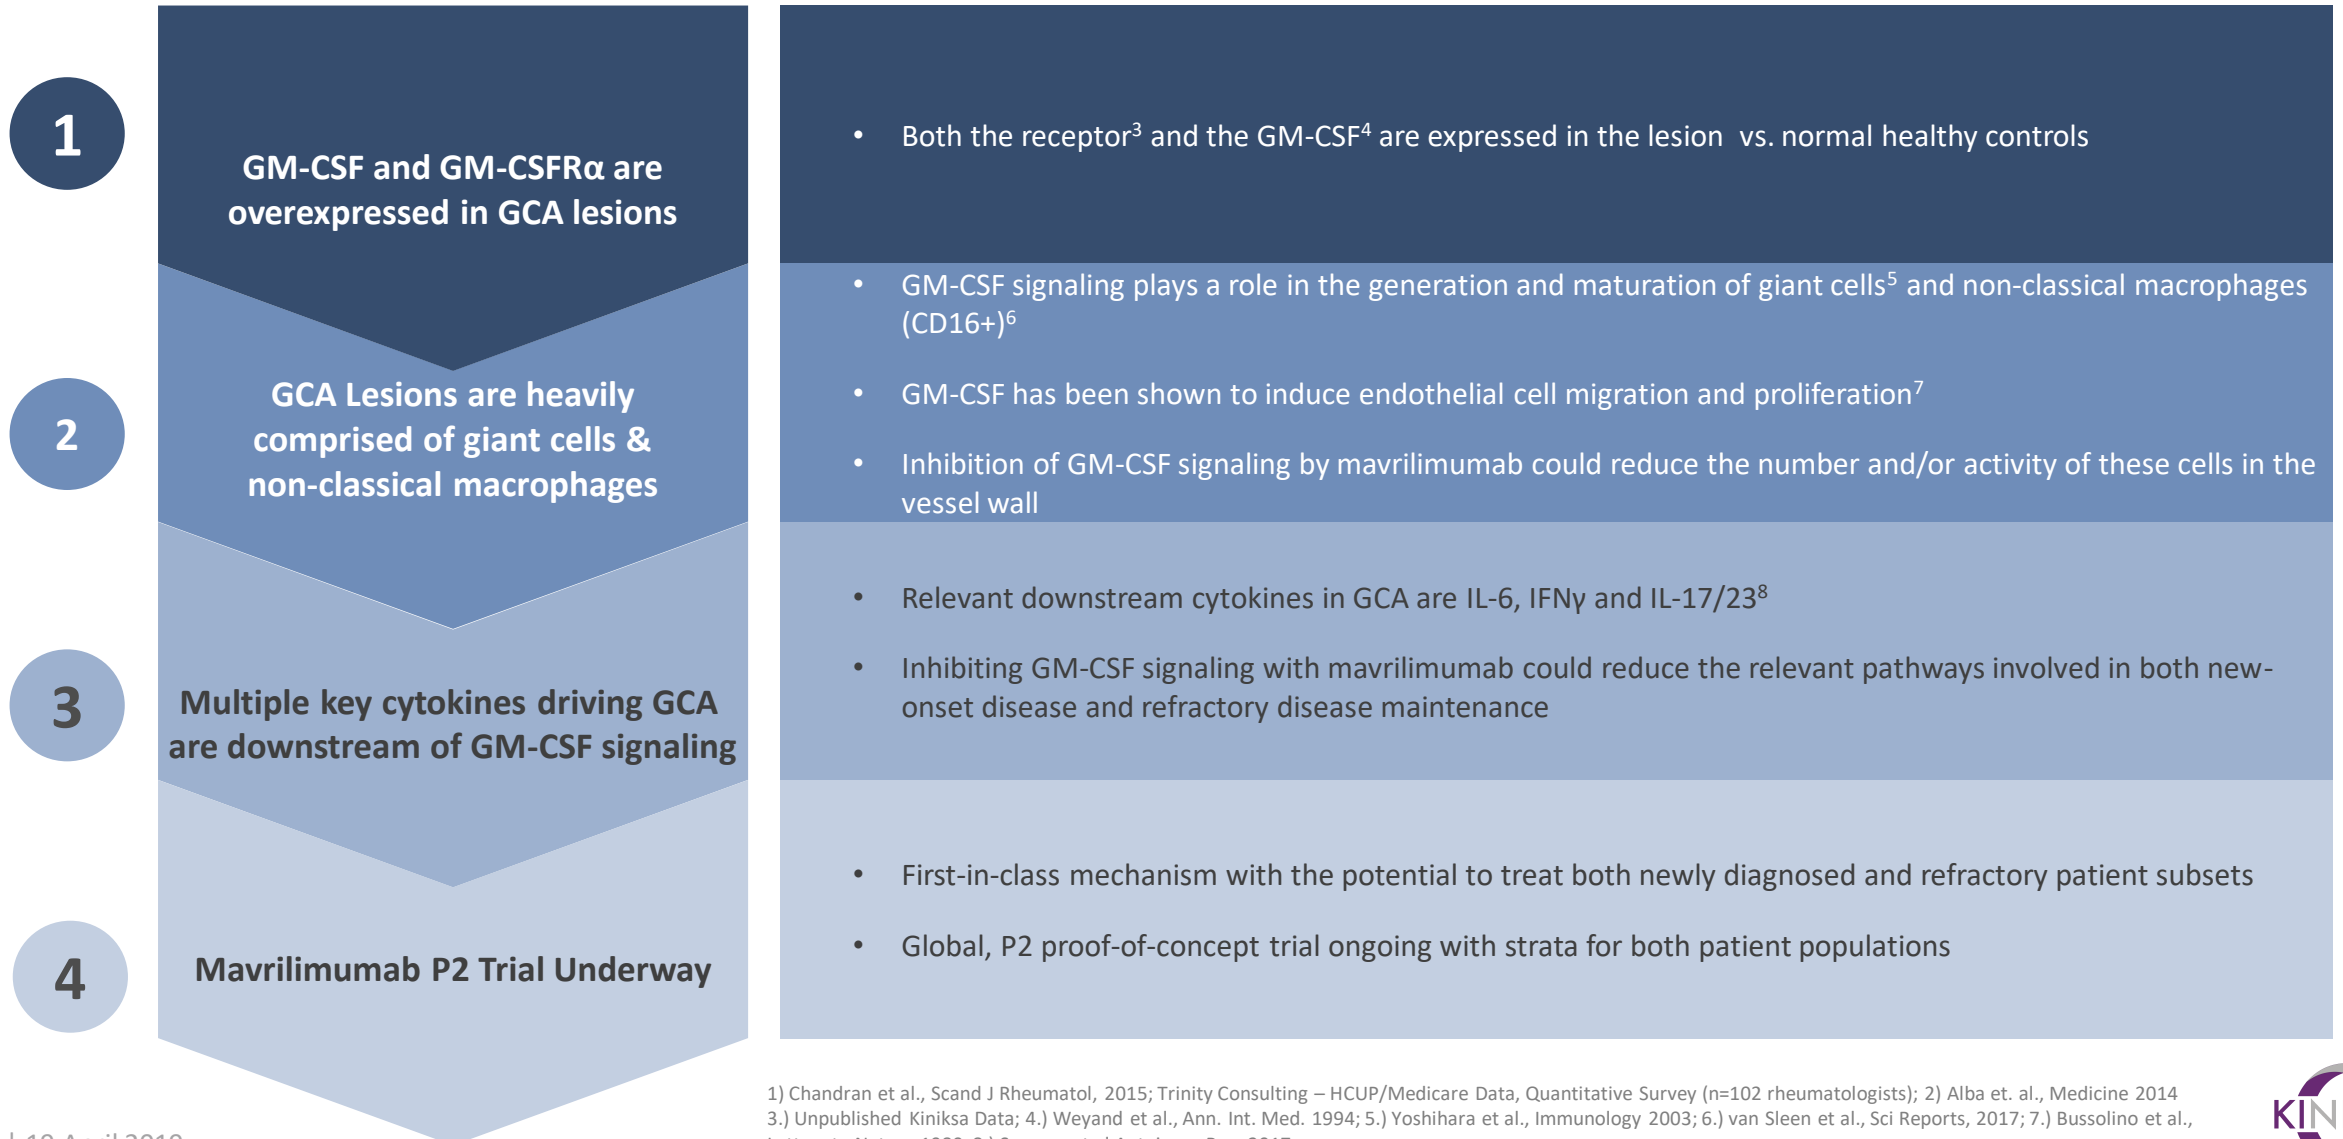 1
GM-CSF and GM-CSFRα are
overexpressed in GCA lesions
• Both the receptor³ and the GM-CSF⁴ are expressed in the lesion vs. normal healthy controls
2
GCA Lesions are heavily
comprised of giant cells &
non-classical macrophages
• GM-CSF signaling plays a role in the generation and maturation of giant cells⁵ and non-classical macrophages
(CD16+)⁶
• GM-CSF has been shown to induce endothelial cell migration and proliferation⁷
• Inhibition of GM-CSF signaling by mavrilimumab could reduce the number and/or activity of these cells in the
vessel wall
3
Multiple key cytokines driving GCA
are downstream of GM-CSF signaling
• Relevant downstream cytokines in GCA are IL-6, IFNγ and IL-17/23⁸
• Inhibiting GM-CSF signaling with mavrilimumab could reduce the relevant pathways involved in both new-
onset disease and refractory disease maintenance
4
Mavrilimumab P2 Trial Underway
• First-in-class mechanism with the potential to treat both newly diagnosed and refractory patient subsets
• Global, P2 proof-of-concept trial ongoing with strata for both patient populations
1) Chandran et al., Scand J Rheumatol, 2015; Trinity Consulting – HCUP/Medicare Data, Quantitative Survey (n=102 rheumatologists); 2) Alba et. al., Medicine 2014
3.) Unpublished Kiniksa Data; 4.) Weyand et al., Ann. Int. Med. 1994; 5.) Yoshihara et al., Immunology 2003; 6.) van Sleen et al., Sci Reports, 2017; 7.) Bussolino et al.,
KIN